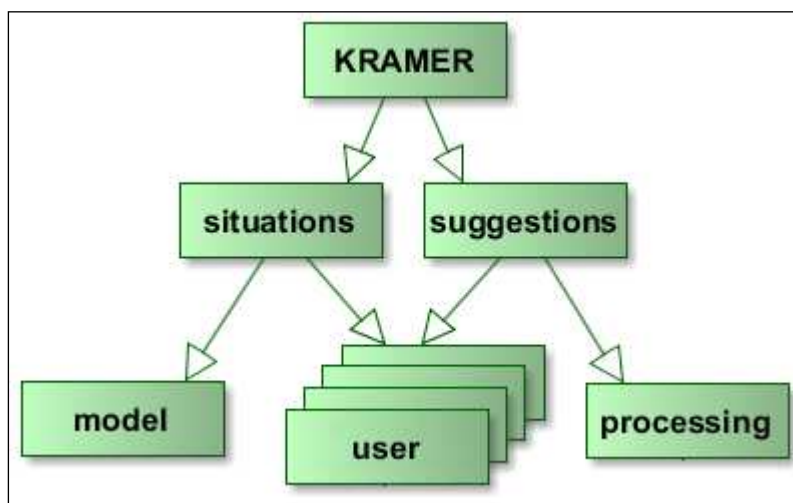 KRAMER
situations
suggestions
model
user
processing